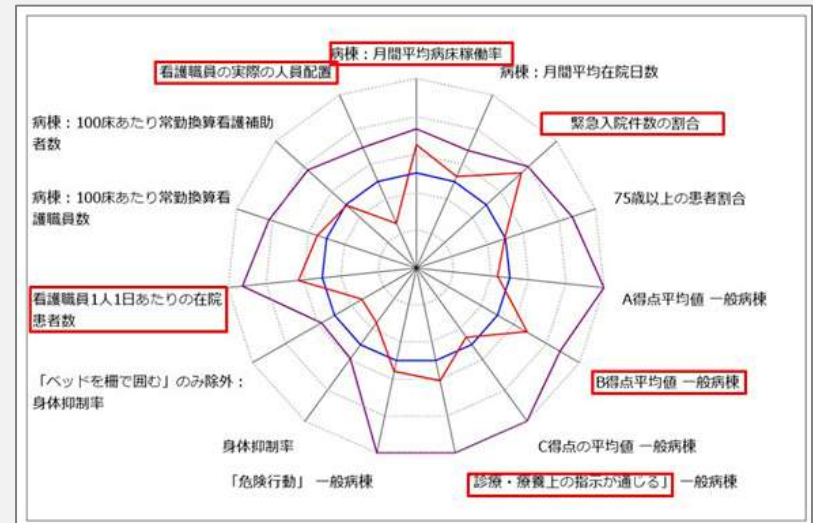 病棟：月間平均病床稼働率
看護職員の実際の人員配置
病棟：月間平均在院日数
病棟：100床あたり常勤換算看護補助
者数
緊急入院件数の割合
病棟：100床あたり常勤換算看
護職員数
75歳以上の患者割合
看護職員1人1日あたりの在院
患者数
A得点平均値 一般病棟
「ベッドを柵で囲む」のみ除外：
身体抑制率
B得点平均値 一般病棟
身体抑制率
C得点の平均値 一般病棟
「危険行動」 一般病棟
診療・療養上の指示が通じる」 一般病棟